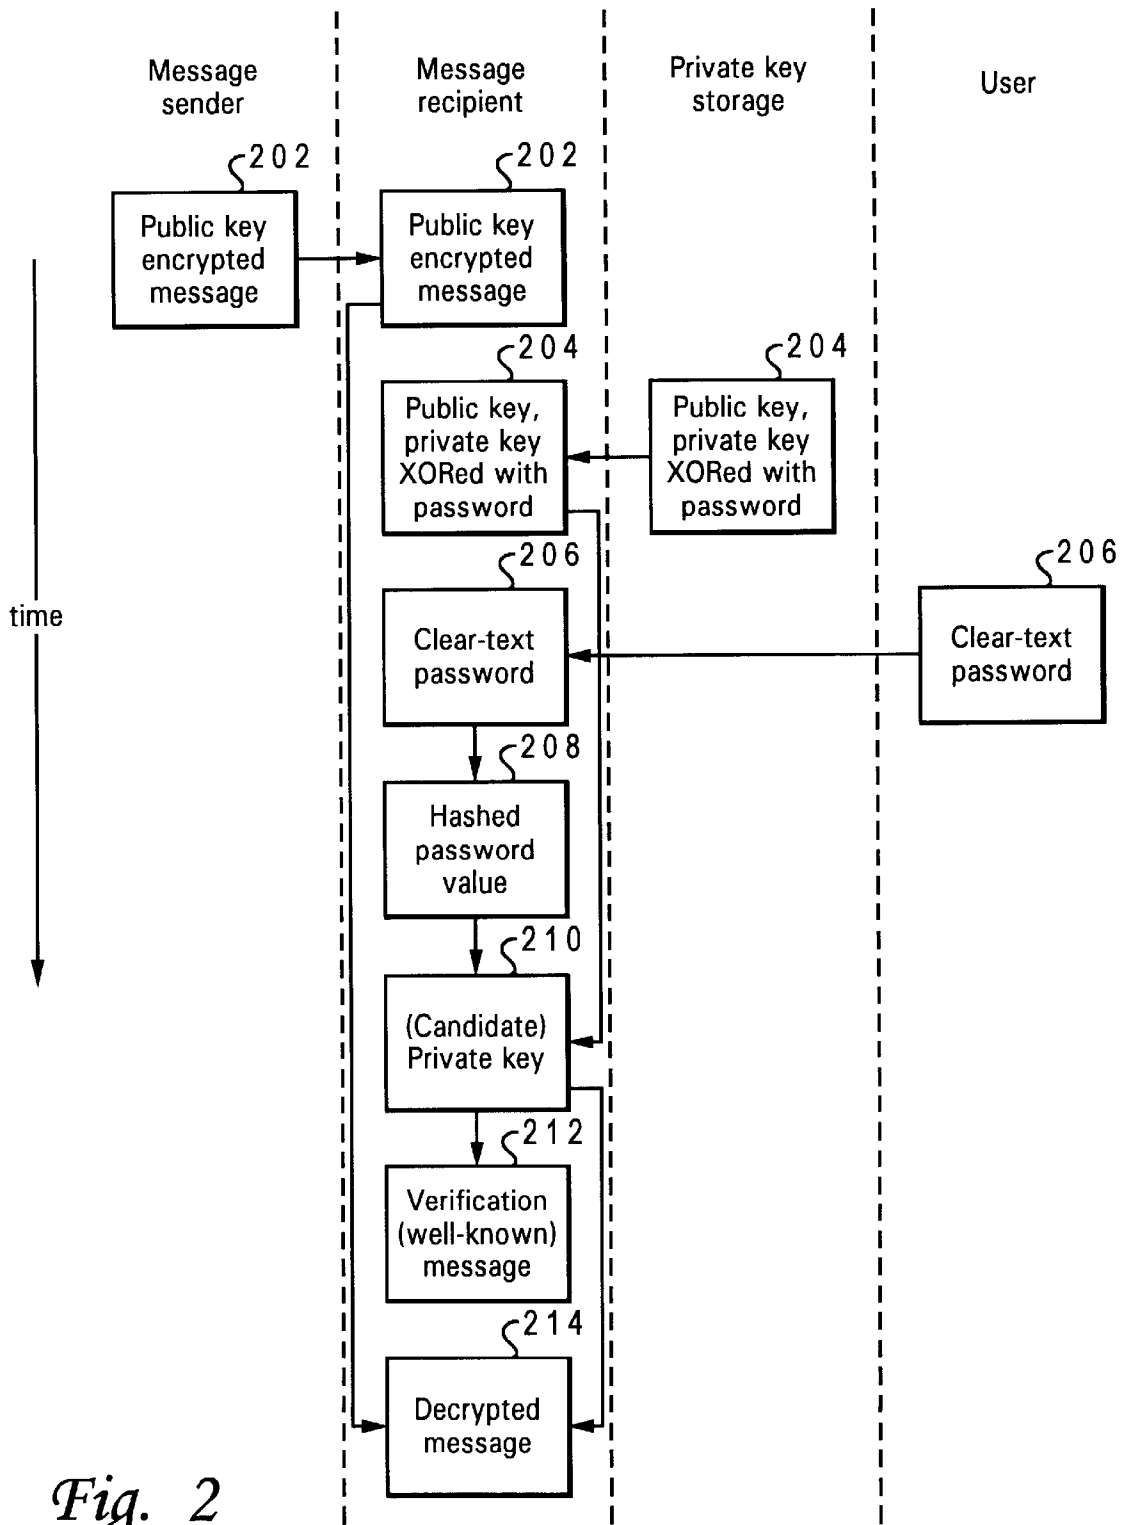 Message
sender
Message
recipient
Private key
storage
User
202
Public key
encrypted
message
202
Public key
encrypted
message
204
Public key,
private key
XORed with
password
204
Public key,
private key
XORed with
password
206
Clear-text
password
206
Clear-text
password
time
208
Hashed
password
value
210
(Candidate)
Private key
212
Verification
(well-known)
message
214
Decrypted
message
Fig. 2